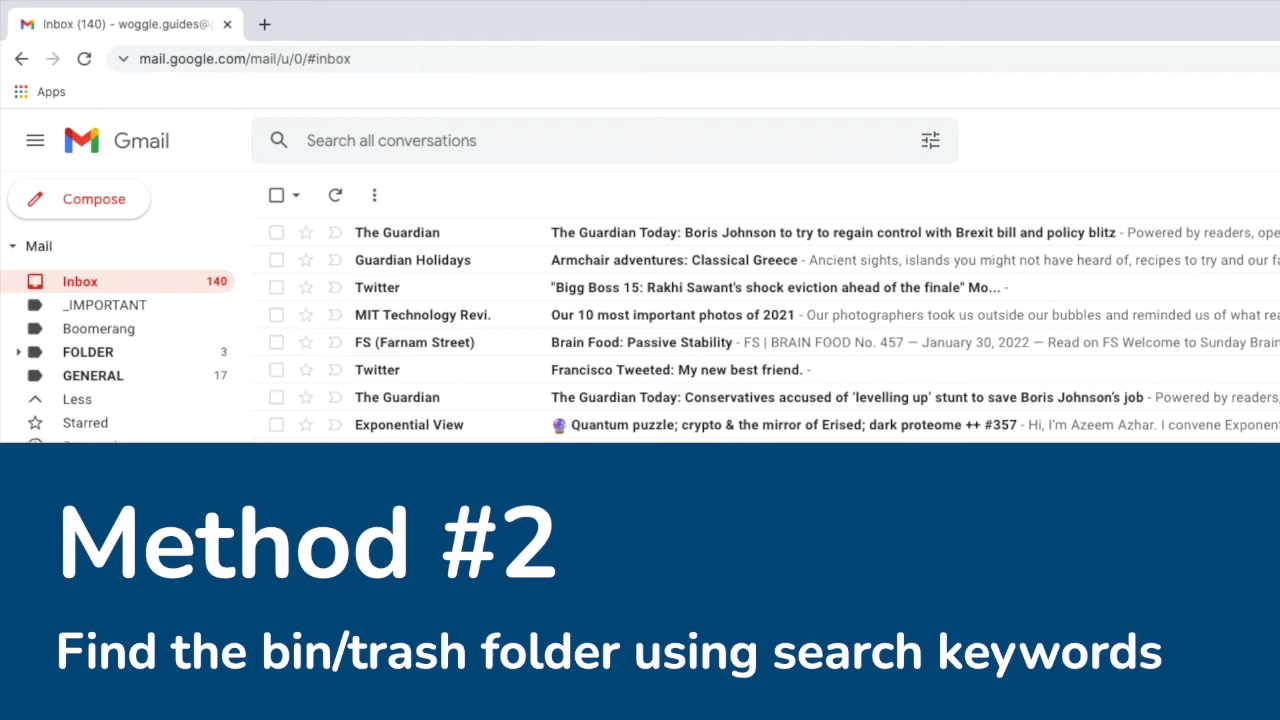 Inbox (140) - woggle.guides@
mail.google.com/mail/u/0/#inbox
Apps
Gmail
Search all conversations
Compose
Mail
Inbox 140
_IMPORTANT
Boomerang
FOLDER 3
GENERAL 17
Less
Starred
The Guardian The Guardian Today: Boris Johnson to try to regain control with Brexit bill and policy blitz - Powered by readers, ope
Guardian Holidays Armchair adventures: Classical Greece - Ancient sights, islands you might not have heard of, recipes to try and our fa
Twitter "Bigg Boss 15: Rakhi Sawant's shock eviction ahead of the finale" Mo... -
MIT Technology Revi. Our 10 most important photos of 2021 - Our photographers took us outside our bubbles and reminded us of what rea
FS (Farnam Street) Brain Food: Passive Stability - FS | BRAIN FOOD No. 457 — January 30, 2022 — Read on FS Welcome to Sunday Brain
Twitter Francisco Tweeted: My new best friend. -
The Guardian The Guardian Today: Conservatives accused of ‘levelling up’ stunt to save Boris Johnson’s job - Powered by readers,
Exponential View 🔮 Quantum puzzle; crypto & the mirror of Erised; dark proteome ++ #357 - Hi, I’m Azeem Azhar. I convene Exponent
Method #2
Find the bin/trash folder using search keywords